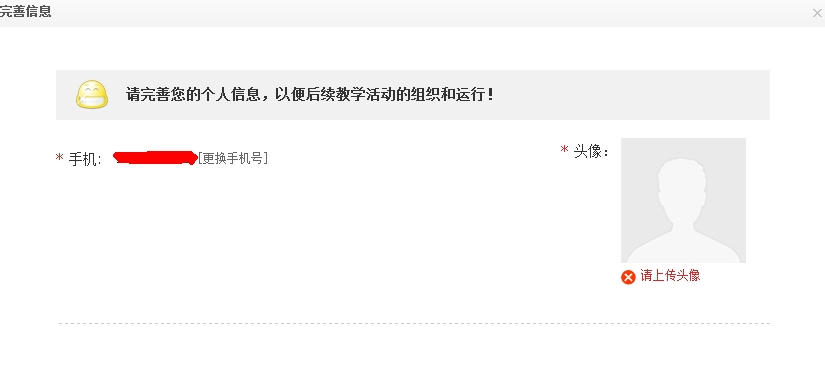 完善信息
请完善您的个人信息，以便后续教学活动的组织和运行！
* 手机： [更换手机号]
* 头像：
请上传头像